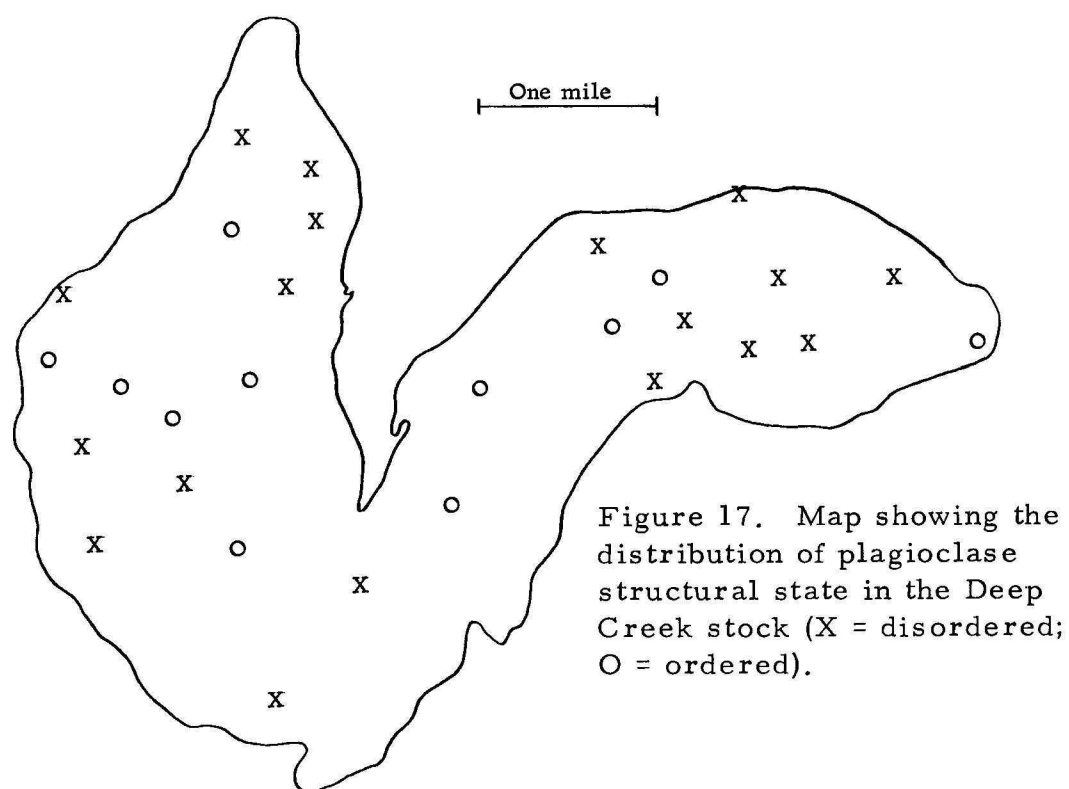 One mile
X
X
X
O
X
X
O
O
O
O
X
X
X
O
X
X
X
X
O
X
X
O
X
X
X
X
O
O
O
Figure 17. Map showing the
distribution of plagioclase
structural state in the Deep
Creek stock (X = disordered;
O = ordered).